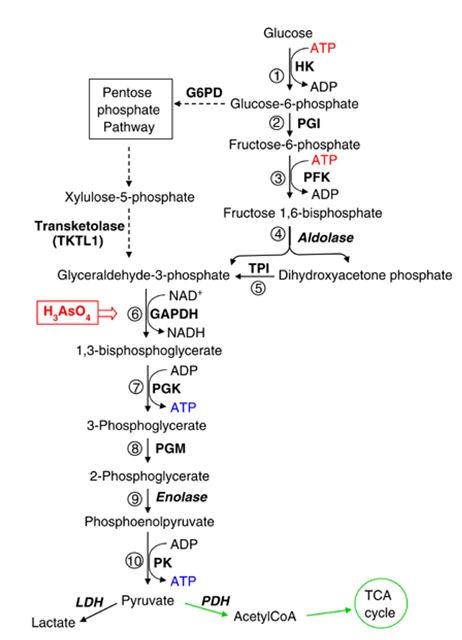 Glucose
ATP
① HK
ADP
Pentose
phosphate
Pathway
G6PD
Glucose-6-phosphate
② PGI
Fructose-6-phosphate
ATP
③ PFK
ADP
Xylulose-5-phosphate
Fructose 1,6-bisphosphate
Transketolase
(TKTL1)
④ Aldolase
Glyceraldehyde-3-phosphate
TPI
⑤
Dihydroxyacetone phosphate
NAD⁺
H₃AsO₄
⑥ GAPDH
NADH
1,3-bisphosphoglycerate
ADP
⑦ PGK
ATP
3-Phosphoglycerate
⑧ PGM
2-Phosphoglycerate
⑨ Enolase
Phosphoenolpyruvate
ADP
⑩ PK
ATP
LDH
Pyruvate
PDH
Lactate
AcetylCoA
TCA
cycle